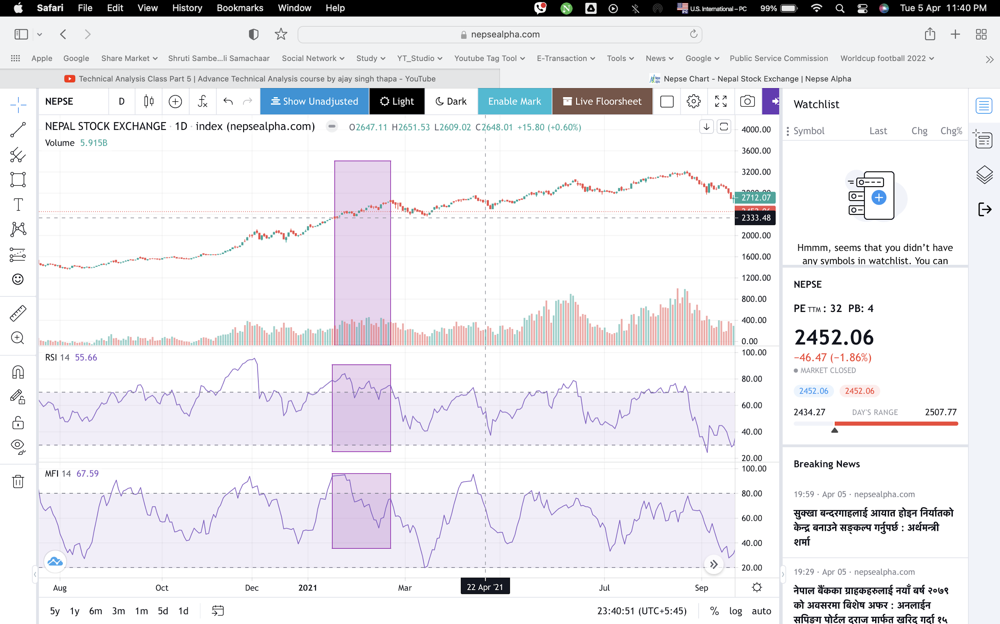 Safari File Edit View History Bookmarks Window Help U.S. International – PC 99% Tue 5 Apr 11:40 PM
nepsealpha.com
Apple Google Share Market Shruti Sambe...li Samachaar Social Network Study YT_Studio Youtube Tag Tool E-Transaction Tools News Google Public Service Commission Worldcup football 2022
Technical Analysis Class Part 5 | Advance Technical Analysis course by ajay singh thapa - YouTube
Nepse Chart - Nepal Stock Exchange | Nepse Alpha
NEPSE D Show Unadjusted Light Dark Enable Mark Live Floorsheet
NEPAL STOCK EXCHANGE · 1D · index (nepsealpha.com) O2647.11 H2651.53 L2609.02 C2648.01 +15.80 (+0.60%)
Volume 5.915B
4000.00
3600.00
3200.00
2712.07
2333.48
2000.00
1600.00
1200.00
800.00
400.00
0.00
RSI 14 55.66
100.00
80.00
60.00
40.00
20.00
MFI 14 67.59
100.00
80.00
60.00
40.00
20.00
Aug Oct Dec 2021 Mar 22 Apr '21 Jul Sep
5y 1y 6m 3m 1m 5d 1d 23:40:51 (UTC+5:45) % log auto
Watchlist
Symbol Last Chg Chg%
Hmmm, seems that you didn't have
any symbols in watchlist. You can
NEPSE
PE TTM : 32 PB: 4
2452.06
−46.47 (−1.86%)
MARKET CLOSED
2452.06 2452.06
2434.27 DAY'S RANGE 2507.77
Breaking News
19:59 · Apr 05 · nepsealpha.com
सुक्खा बन्दरगाहलाई आयात होइन निर्यातको
केन्द्र बनाउने सङ्कल्प गर्नुपर्छ : अर्थमन्त्री
शर्मा
19:29 · Apr 05 · nepsealpha.com
नेपाल बैंकका ग्राहकहरुलाई नयाँ बर्ष २०७९
को अवसरमा बिशेष अफर : अनलाईन
सपिङग पोर्टल दराज मार्फत खरिद गर्दा १५